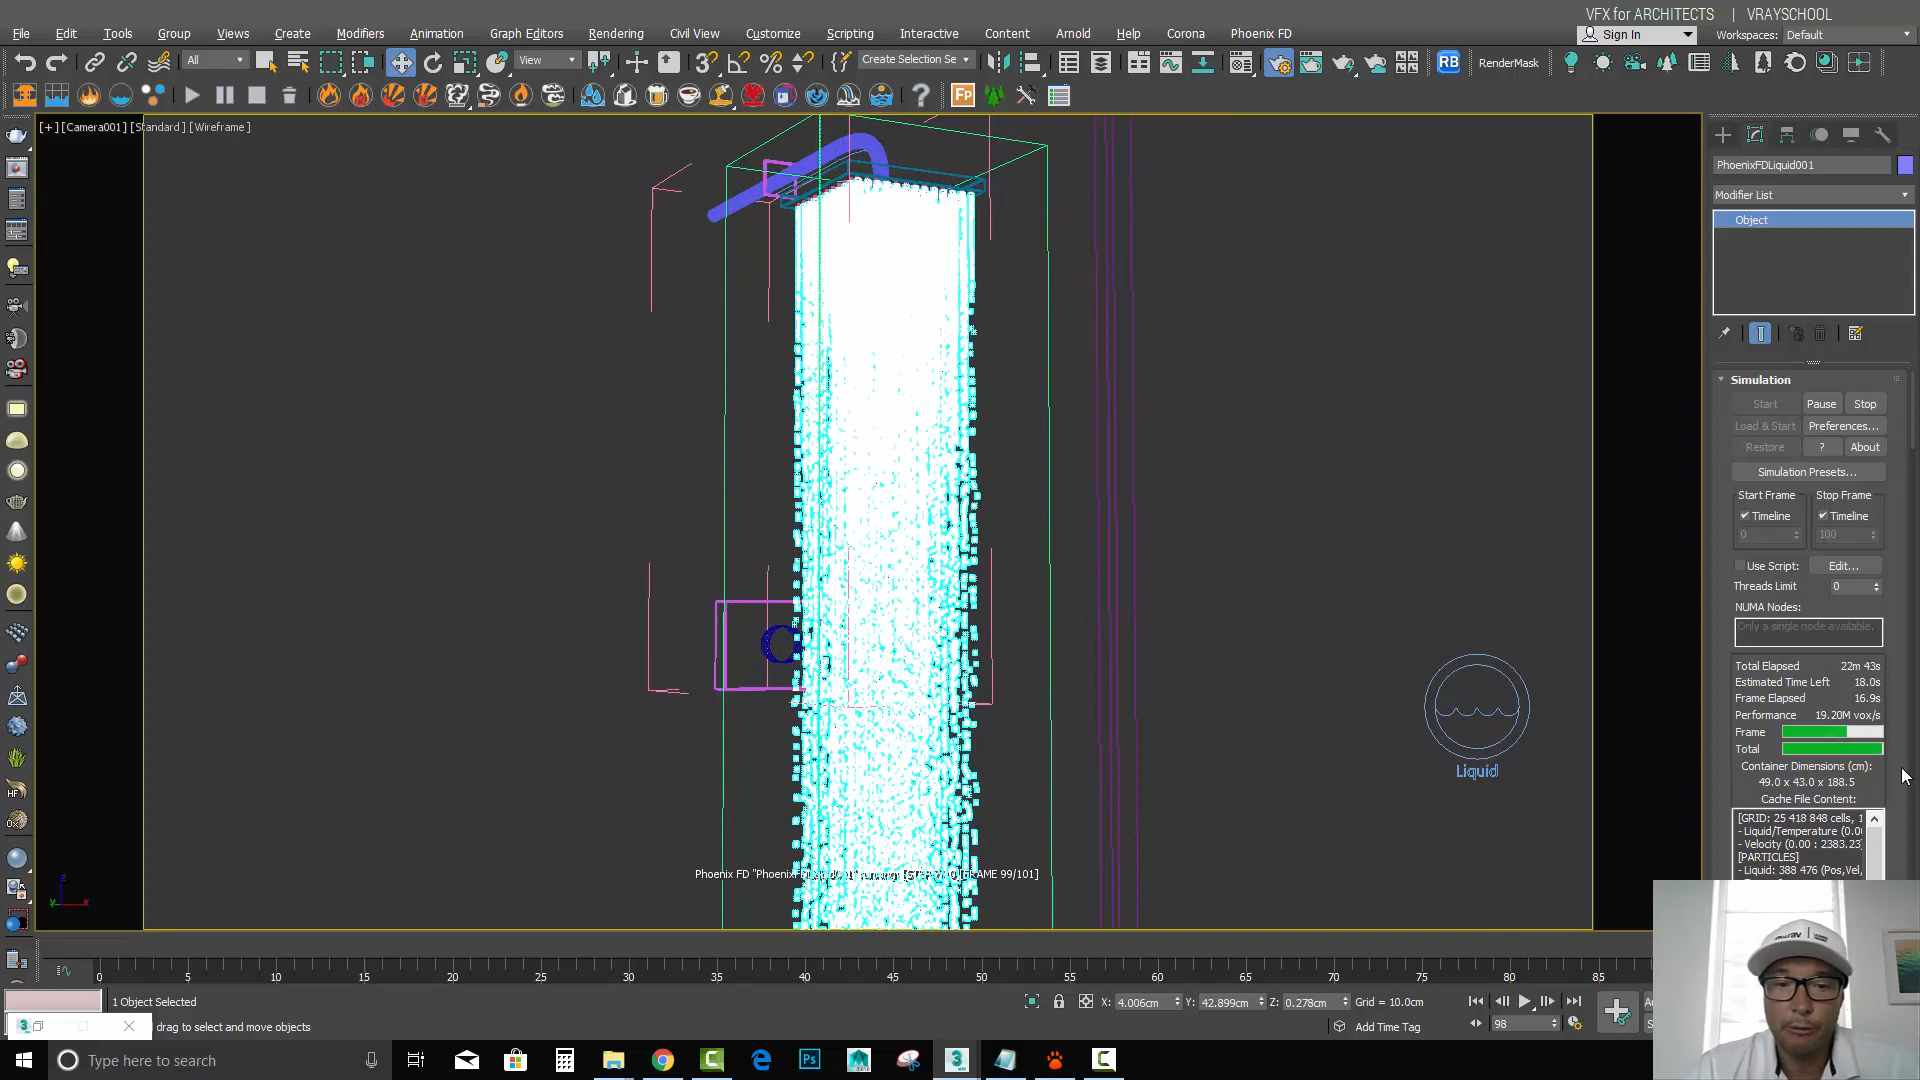 VFX for ARCHITECTS | VRAYSCHOOL
File Edit Tools Group Views Create Modifiers Animation Graph Editors Rendering Civil View Customize Scripting Interactive Content Arnold Help Corona Phoenix FD
Sign In Workspaces: Default
All View Create Selection Se RB RenderMask
Fp
[+] [Camera001] [Standard ] [Wireframe ]
PhoenixFDLiquid001
Modifier List
Object
Simulation
Start Pause Stop
Load & Start Preferences...
Restore ? About
Simulation Presets...
Start Frame Stop Frame
Timeline Timeline
0 100
Use Script: Edit...
Threads Limit 0
NUMA Nodes:
Only a single node available.
Total Elapsed 22m 43s
Estimated Time Left 18.0s
Frame Elapsed 16.9s
Performance 19.20M vox/s
Frame
Total
Container Dimensions (cm):
49.0 x 43.0 x 188.5
Cache File Content:
[GRID: 25 418 848 cells, 1
- Liquid/Temperature (0.0
- Velocity (0.00 : 2383.23)
[PARTICLES]
- Liquid: 388 476 (Pos,Vel,
Liquid
0 5 10 15 20 25 30 35 40 45 50 55 60 65 70 75 80 85
1 Object Selected
X: 4.006cm Y: 42.899cm Z: 0.278cm Grid = 10.0cm
drag to select and move objects
Add Time Tag
98
Type here to search